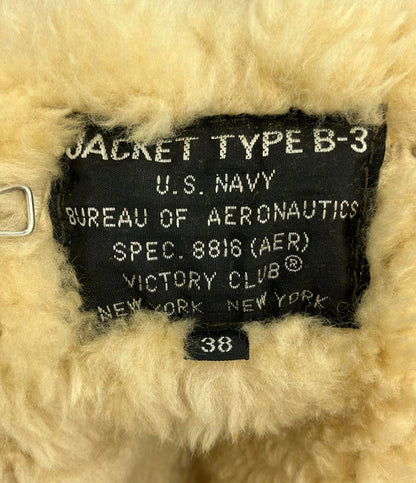 JACKET TYPE B-3
U.S. NAVY
BUREAU OF AERONAUTICS
SPEC. 8816 (AER)
VICTORY CLUB®
NEW YORK NEW YORK
38